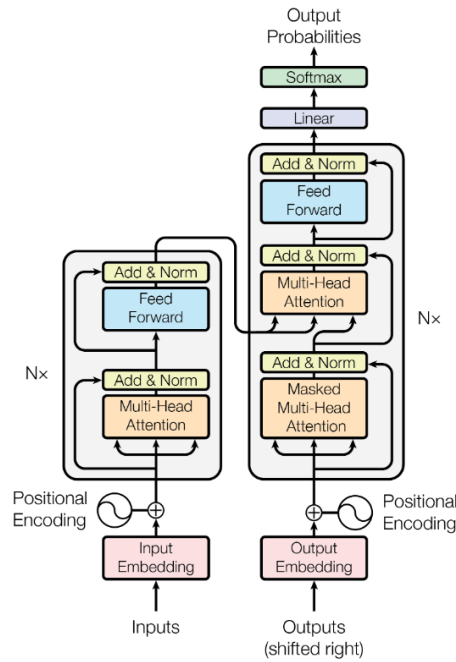 Output
Probabilities
Softmax
Linear
Add & Norm
Feed
Forward
Add & Norm
Multi-Head
Attention
Add & Norm
Masked
Multi-Head
Attention
Nx
Add & Norm
Feed
Forward
Add & Norm
Multi-Head
Attention
Nx
Positional
Encoding
Positional
Encoding
Input
Embedding
Output
Embedding
Inputs
Outputs
(shifted right)